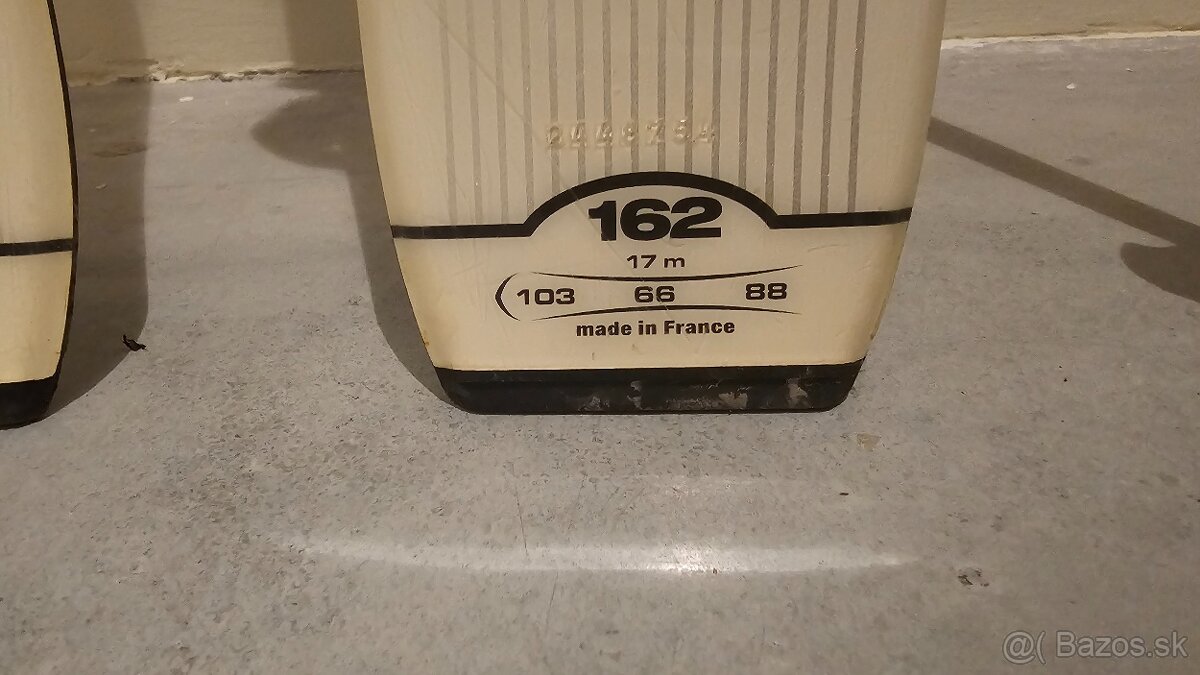 162
17 m
103 66 88
made in France
@( Bazos.sk